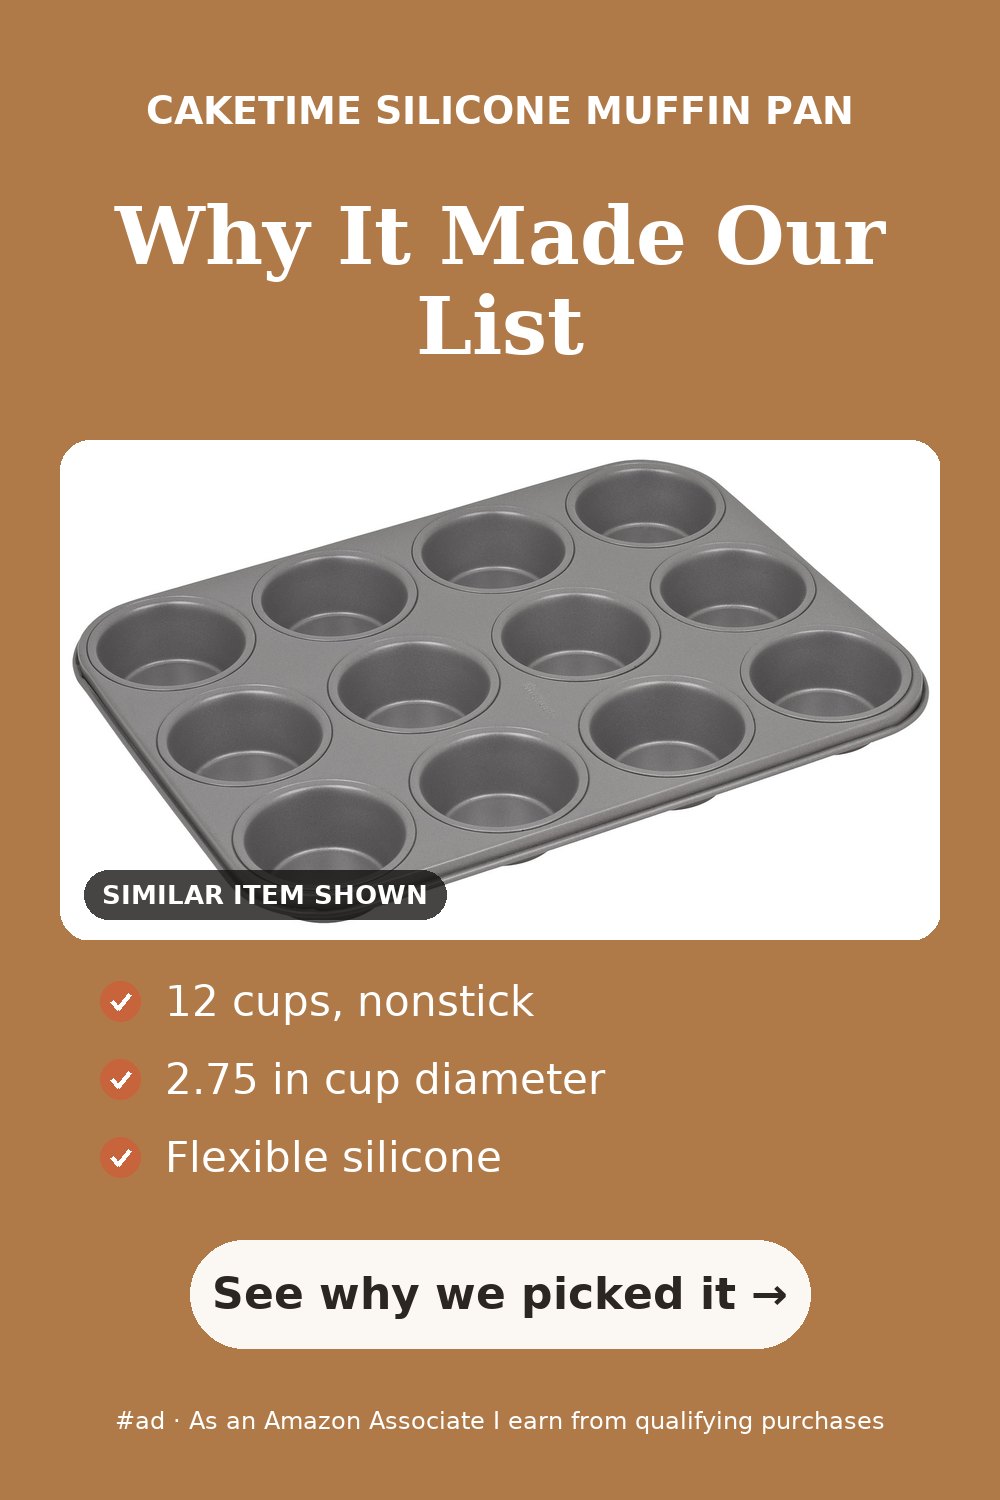 CAKETIME SILICONE MUFFIN PAN
Why It Made Our
List
SIMILAR ITEM SHOWN
12 cups, nonstick
2.75 in cup diameter
Flexible silicone
See why we picked it →
#ad · As an Amazon Associate I earn from qualifying purchases